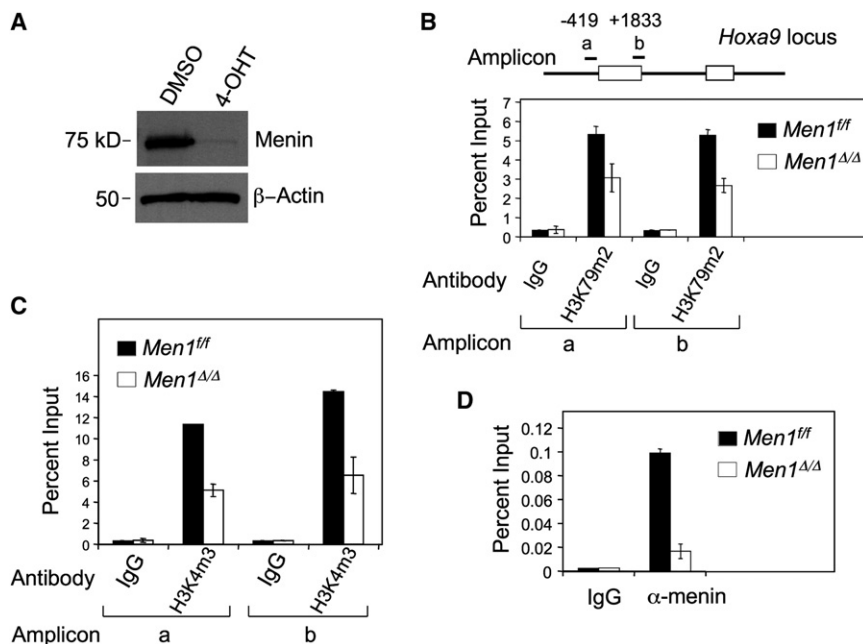 A
DMSO
4-OHT
75 kD–
Menin
50 –
β–Actin
B
-419 +1833
a b
Hoxa9 locus
Amplicon
Percent Input
7
6
5
4
3
2
1
0
Men1f/f
Men1Δ/Δ
Antibody
IgG
H3K79m2
IgG
H3K79m2
Amplicon
a
b
C
Percent Input
16
14
12
10
8
6
4
2
0
Men1f/f
Men1Δ/Δ
Antibody
IgG
H3K4m3
IgG
H3K4m3
Amplicon
a
b
D
Percent Input
0.12
0.1
0.08
0.06
0.04
0.02
0
Men1f/f
Men1Δ/Δ
IgG
α-menin